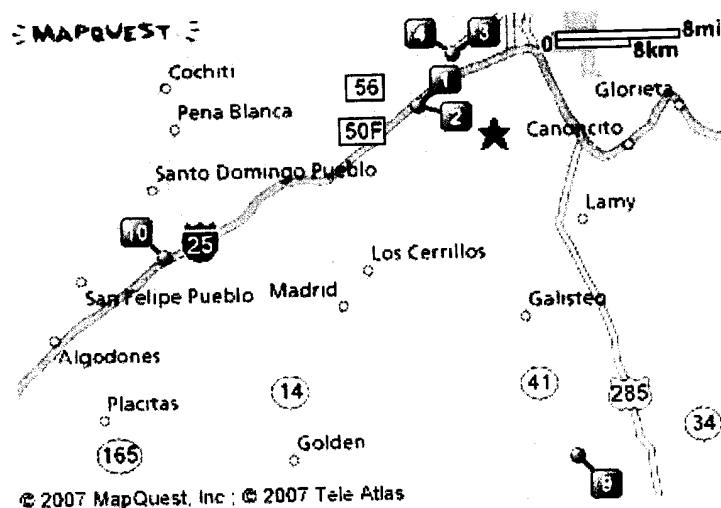 MAPQUEST
0 8mi
8km
4 3
Cochiti
56
1
Glorieta
Pena Blanca
2
50F
Canoncito
Santo Domingo Pueblo
Lamy
10
25
Los Cerrillos
San Felipe Pueblo
Madrid
Galisteo
Algodones
14
41
285
Placitas
34
165
Golden
© 2007 MapQuest, Inc ; © 2007 Tele Atlas